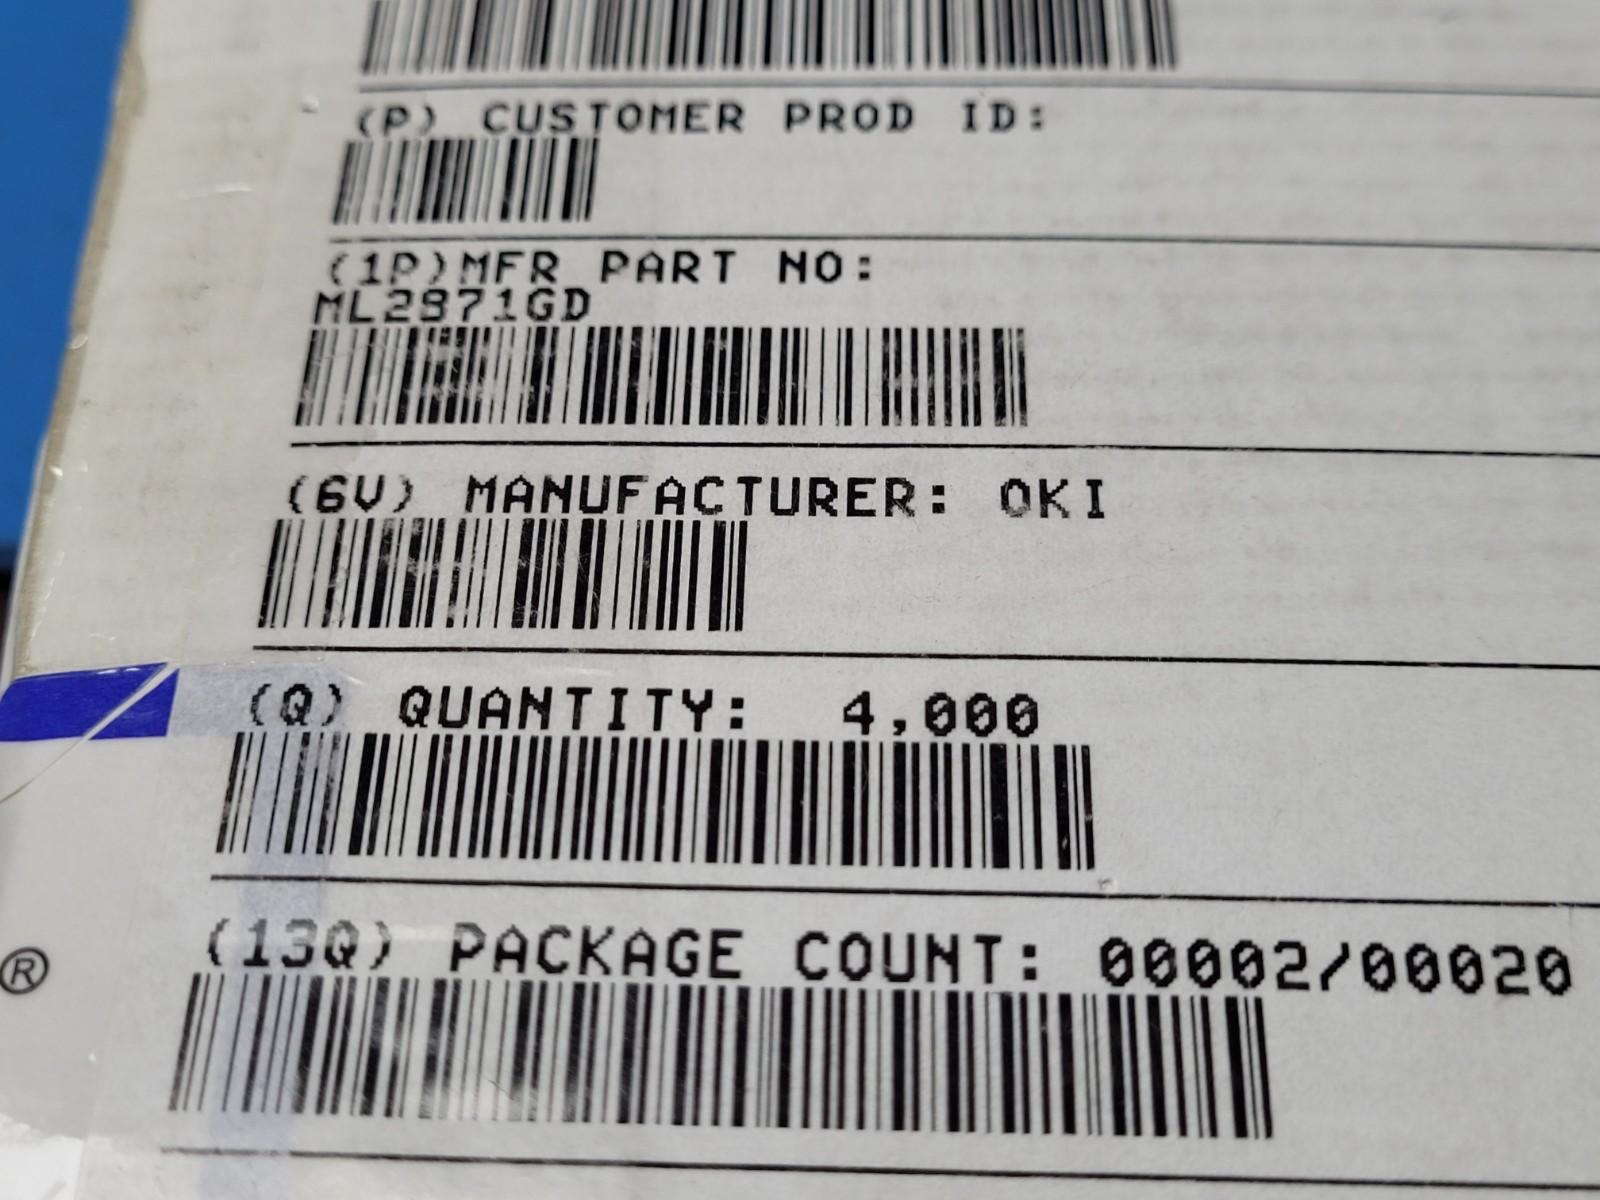 (P) CUSTOMER PROD ID:
(1P)MFR PART NO:
ML2871GD
(6V) MANUFACTURER: OKI
(Q) QUANTITY: 4,000
(13Q) PACKAGE COUNT: 00002/00020
®